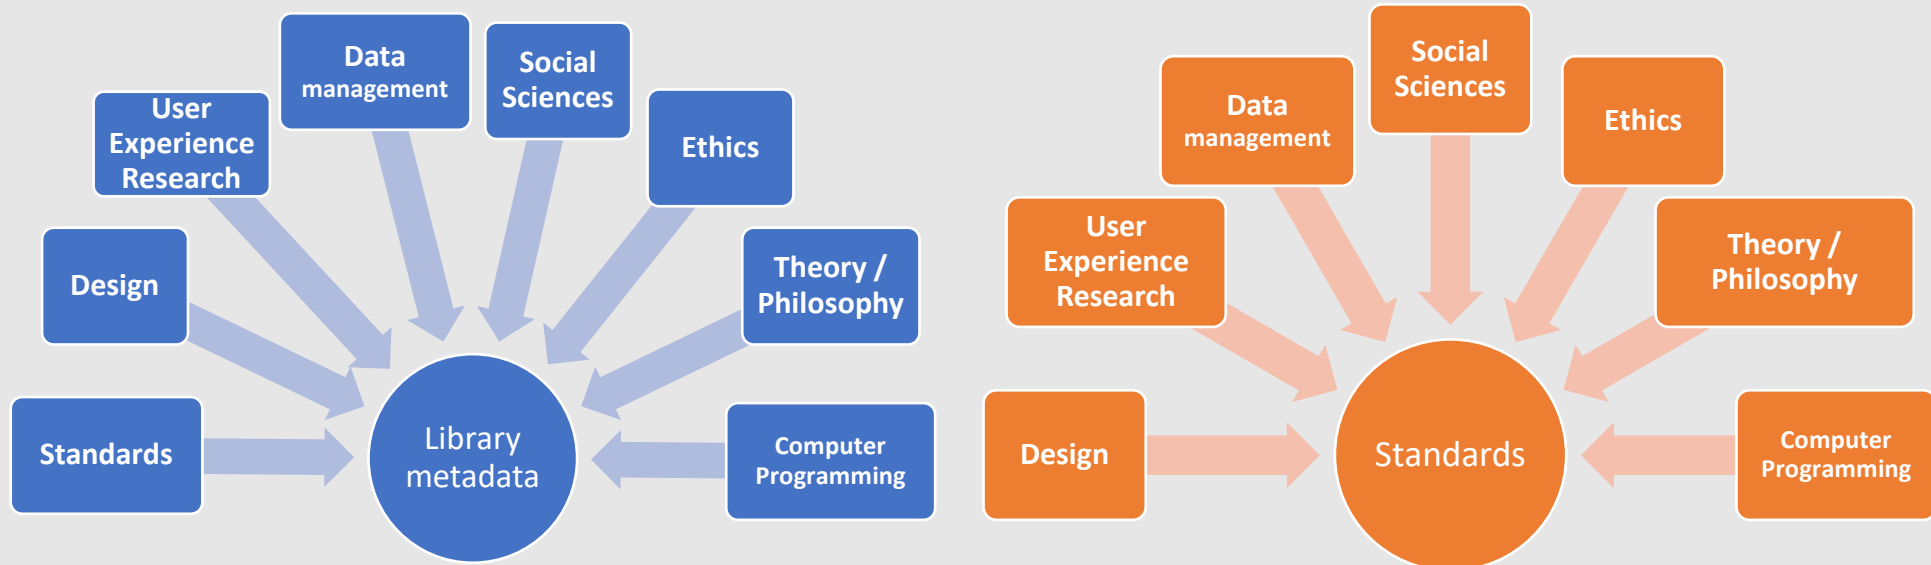 Standards
Design
User
Experience
Research
Data
management
Social
Sciences
Ethics
Theory /
Philosophy
Computer
Programming
Library
metadata
Design
User
Experience
Research
Data
management
Social
Sciences
Ethics
Theory /
Philosophy
Computer
Programming
Standards